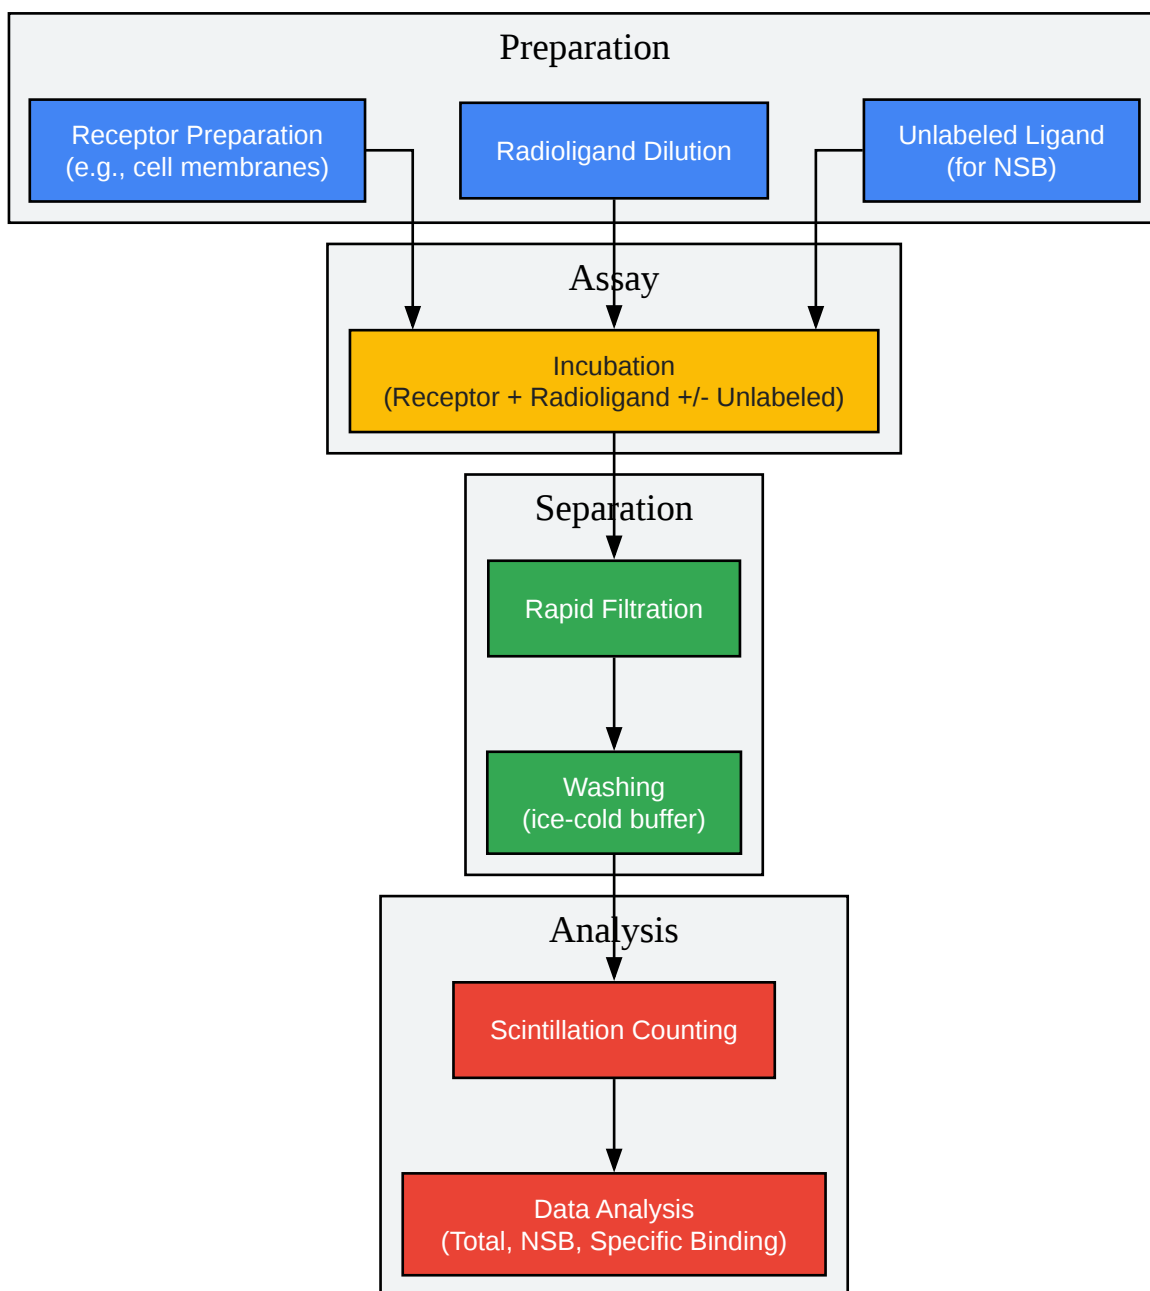 Preparation
Receptor Preparation
(e.g., cell membranes)
Radioligand Dilution
Unlabeled Ligand
(for NSB)
Assay
Incubation
(Receptor + Radioligand +/- Unlabeled)
Separation
Rapid Filtration
Washing
(ice-cold buffer)
Analysis
Scintillation Counting
Data Analysis
(Total, NSB, Specific Binding)